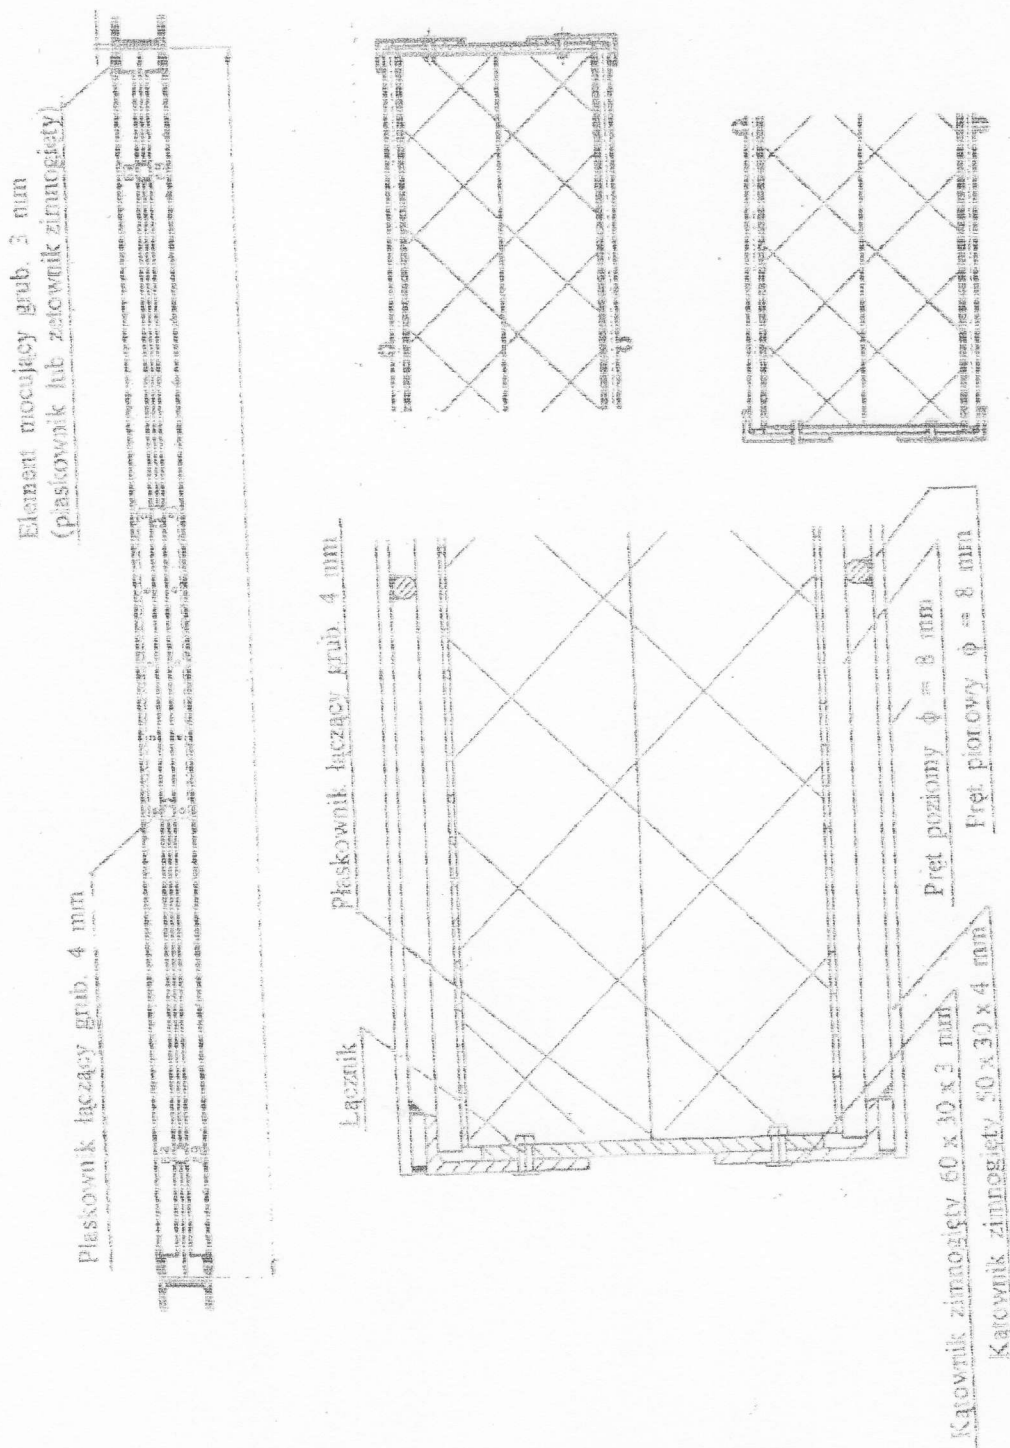 Element mocujący grub. 3 mm
(płaskownik lub zetownik zimnogięty)
Płaskownik łączący grub. 4 mm
Płaskownik łączący grub. 4 mm
Łącznik
Pręt poziomy ϕ = 8 mm
Pręt piorowy ϕ = 8 mm
Kątownik zimnogięty 60 x 30 x 3 mm
Kątownik zimnogięty x 30 x 4 mm